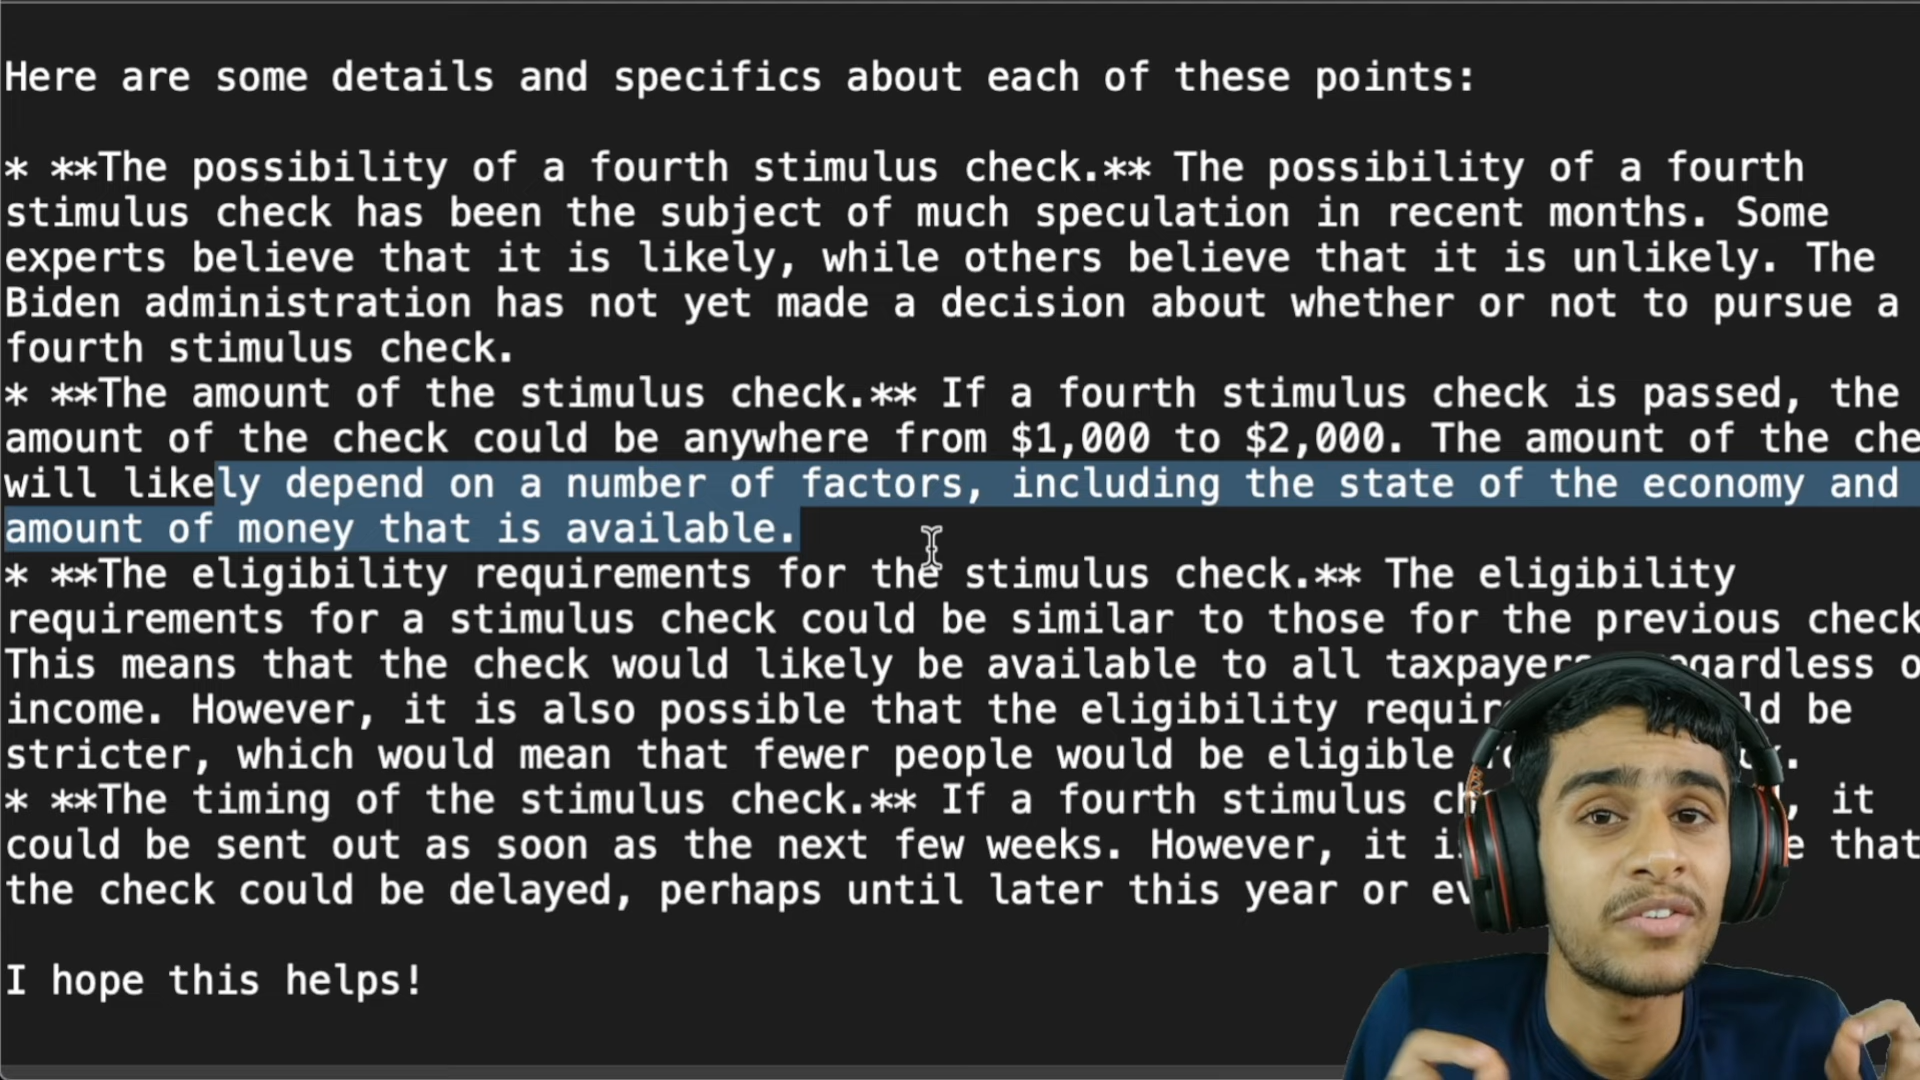 Here are some details and specifics about each of these points:
* **The possibility of a fourth stimulus check.** The possibility of a fourth
stimulus check has been the subject of much speculation in recent months. Some
experts believe that it is likely, while others believe that it is unlikely. The
Biden administration has not yet made a decision about whether or not to pursue a
fourth stimulus check.
* **The amount of the stimulus check.** If a fourth stimulus check is passed, the
amount of the check could be anywhere from $1,000 to $2,000. The amount of the che
will likely depend on a number of factors, including the state of the economy and
amount of money that is available.
* **The eligibility requirements for the stimulus check.** The eligibility
requirements for a stimulus check could be similar to those for the previous check
This means that the check would likely be available to all taxpayers regardless o
income. However, it is also possible that the eligibility requir ld be
stricter, which would mean that fewer people would be eligible
* **The timing of the stimulus check.** If a fourth stimulus ch , it
could be sent out as soon as the next few weeks. However, it i e that
the check could be delayed, perhaps until later this year or ev
I hope this helps!